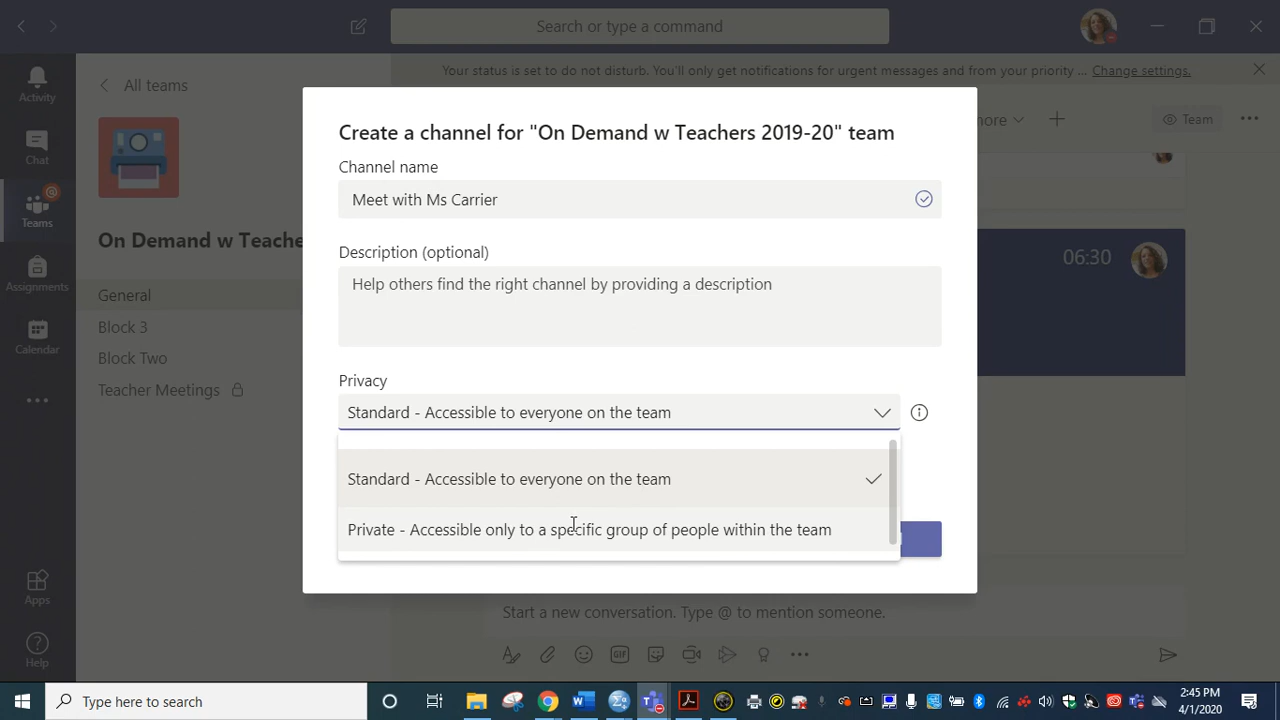 Search or type a command
Your status is set to do not disturb. You'll only get notifications for urgent messages and from your priority ... Change settings.
Activity
Chat
Teams
Assignments
Calendar
Apps
Help
All teams
On Demand w Teache
General
Block 3
Block Two
Teacher Meetings
more
Team
06:30
Create a channel for "On Demand w Teachers 2019-20" team
Channel name
Meet with Ms Carrier
Description (optional)
Help others find the right channel by providing a description
Privacy
Standard - Accessible to everyone on the team
Standard - Accessible to everyone on the team
Private - Accessible only to a specific group of people within the team
Start a new conversation. Type @ to mention someone.
GIF
Type here to search
2:45 PM
4/1/2020